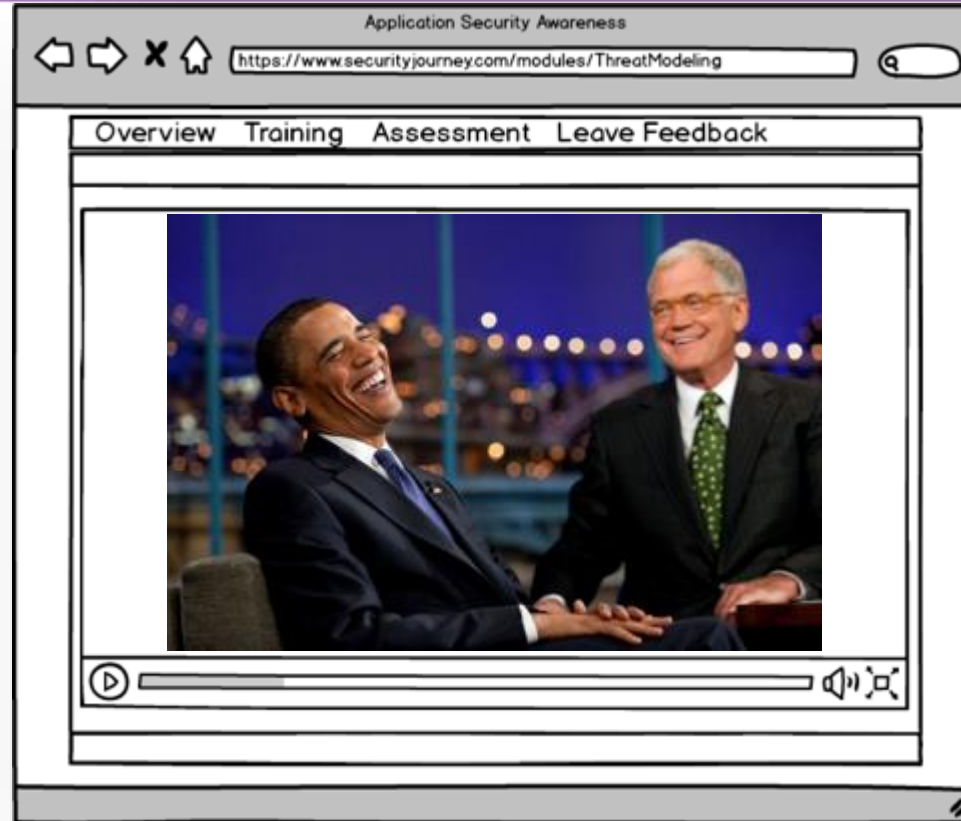 Application Security Awareness
https://www.securityjourney.com/modules/ThreatModeling
Overview Training Assessment Leave Feedback